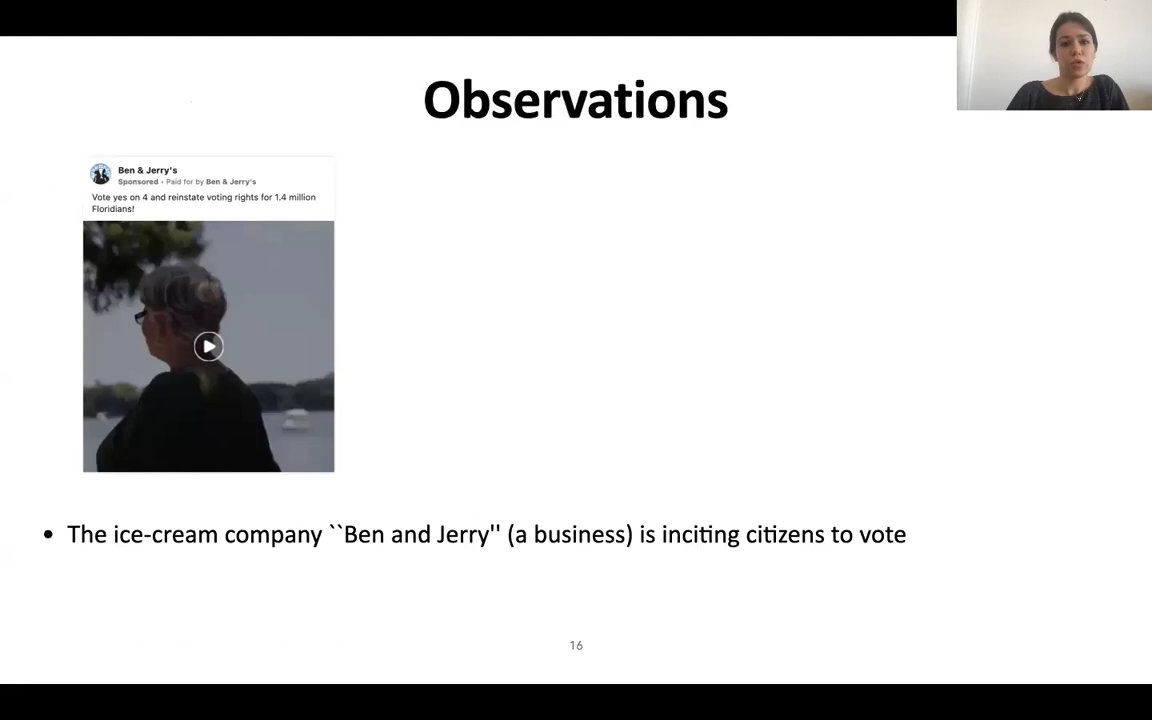 Observations
Ben & Jerry's
Sponsored • Paid for by Ben & Jerry's
Vote yes on 4 and reinstate voting rights for 1.4 million
Floridians!
• The ice-cream company ``Ben and Jerry'' (a business) is inciting citizens to vote
16